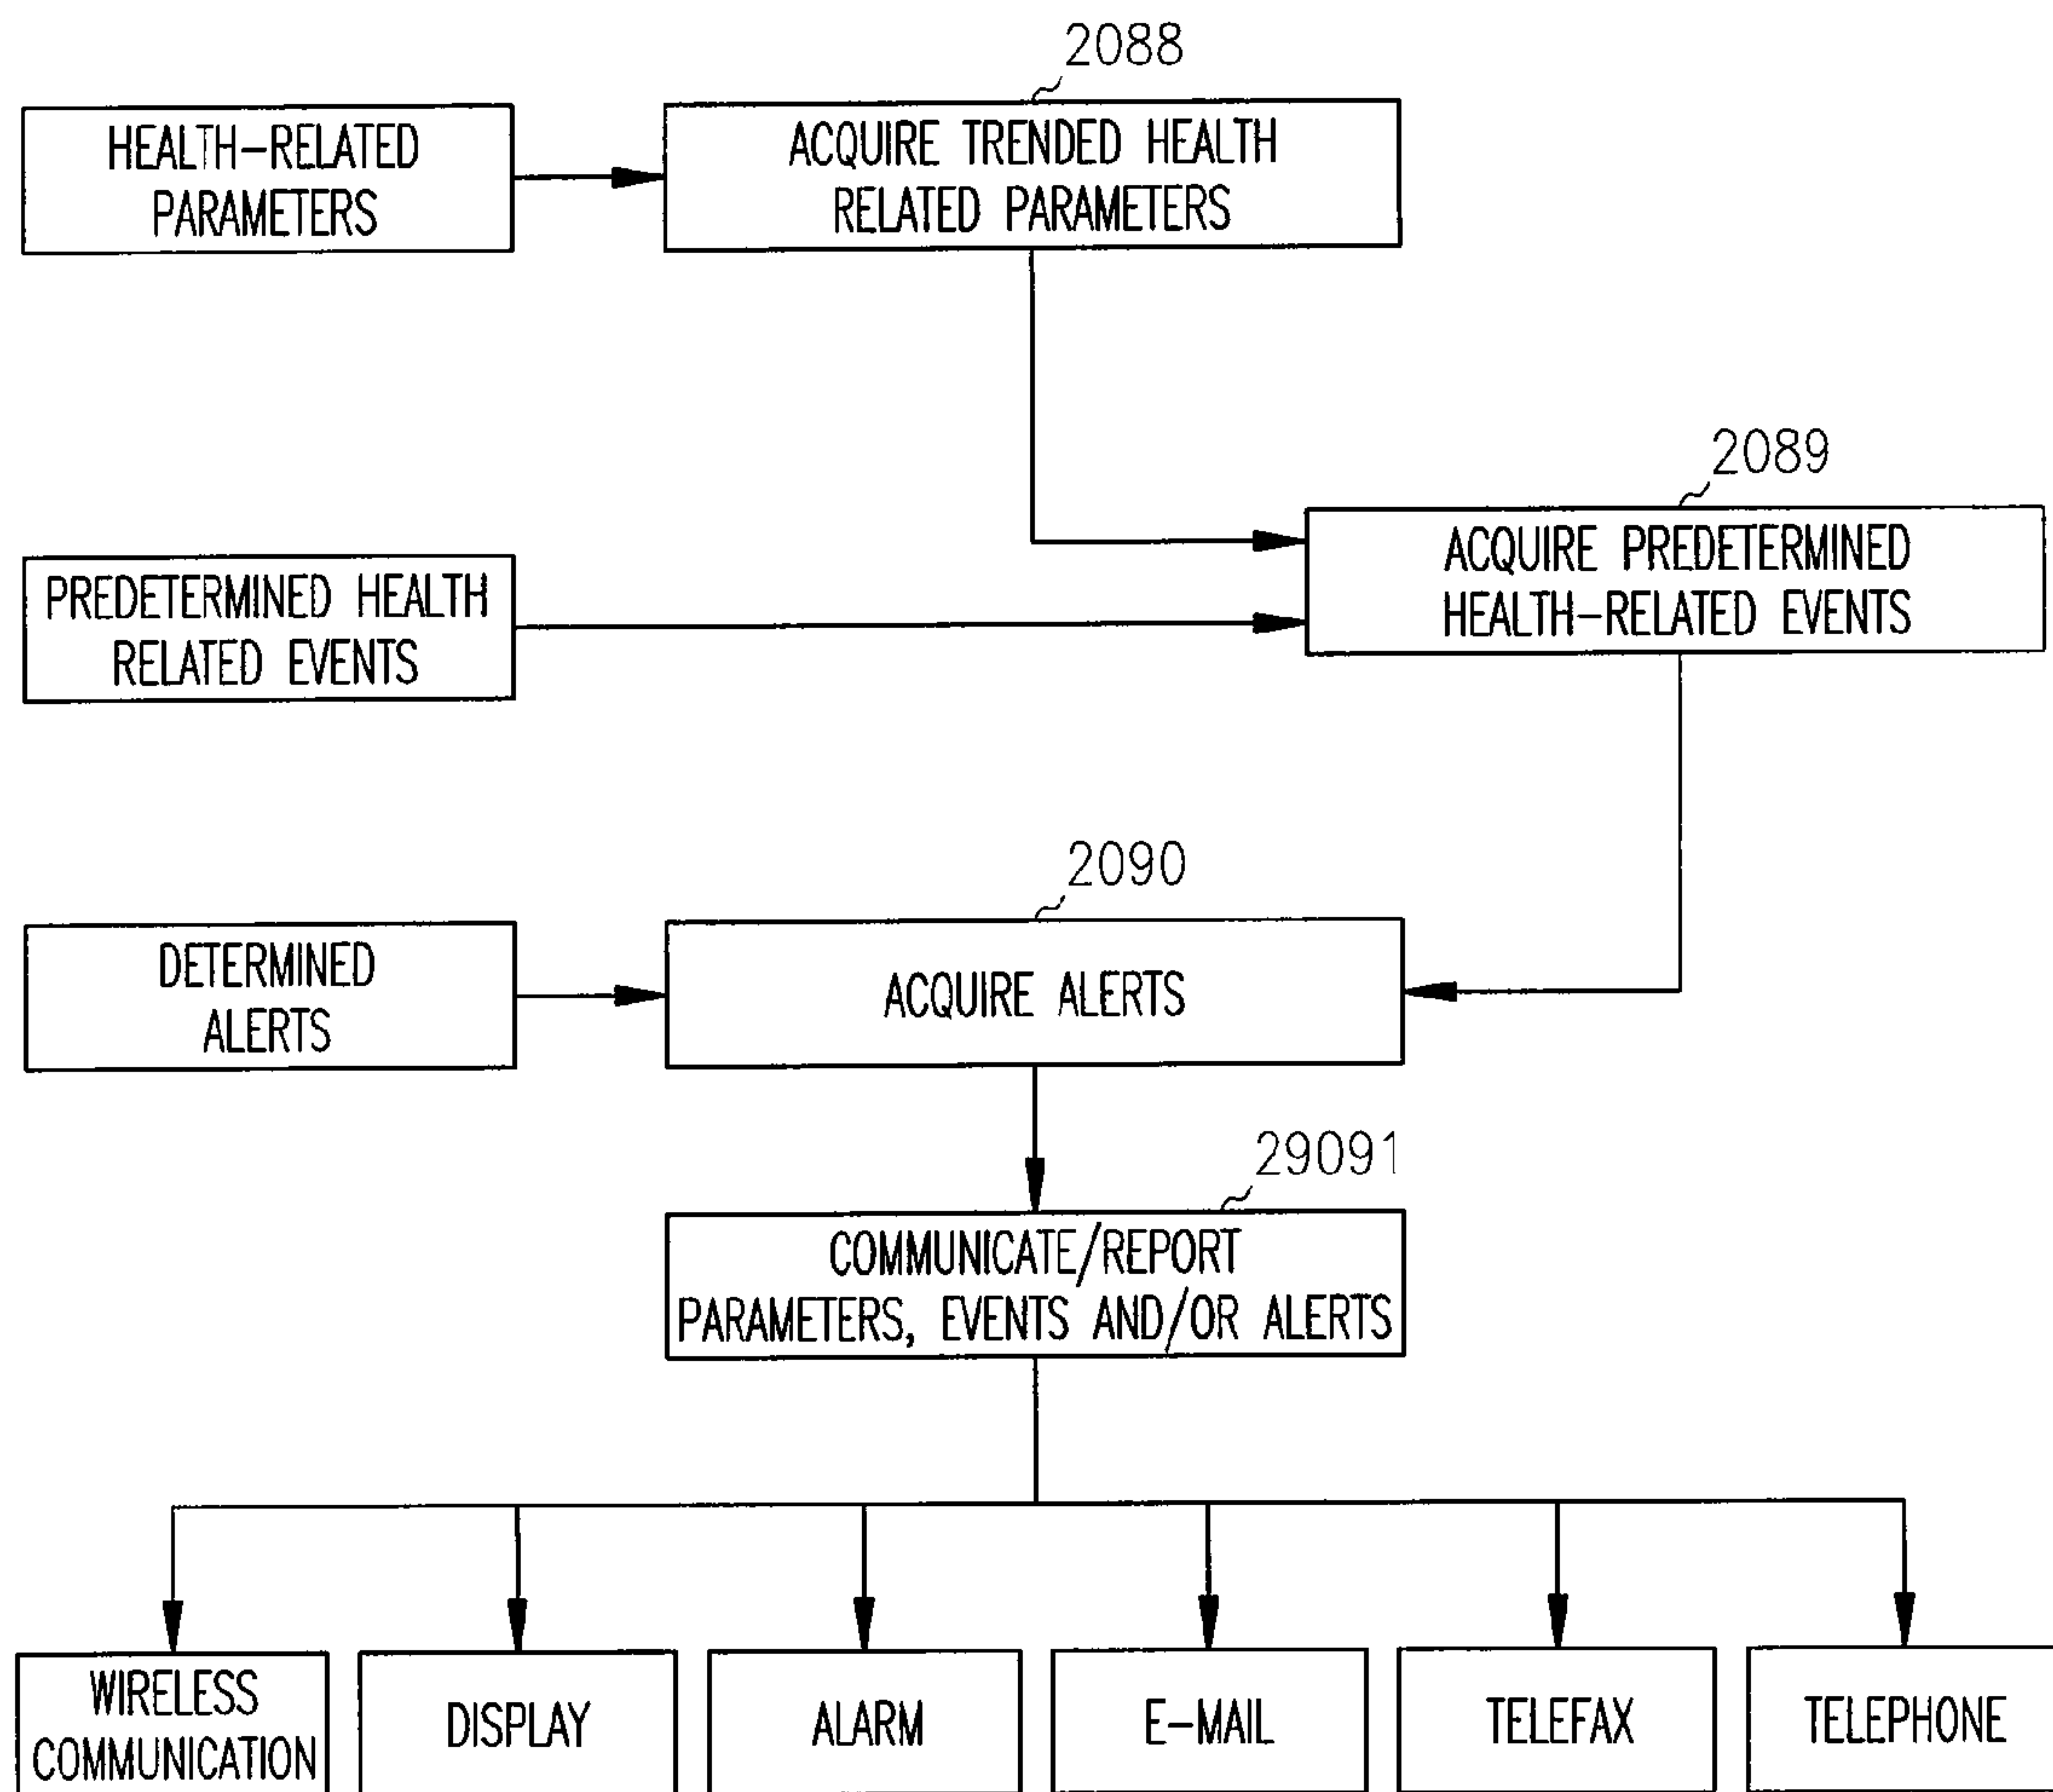 2088
HEALTH-RELATED
PARAMETERS
ACQUIRE TRENDED HEALTH
RELATED PARAMETERS
2089
PREDETERMINED HEALTH
RELATED EVENTS
ACQUIRE PREDETERMINED
HEALTH-RELATED EVENTS
2090
DETERMINED
ALERTS
ACQUIRE ALERTS
29091
COMMUNICATE/REPORT
PARAMETERS, EVENTS AND/OR ALERTS
WIRELESS
COMMUNICATION
DISPLAY
ALARM
E-MAIL
TELEFAX
TELEPHONE